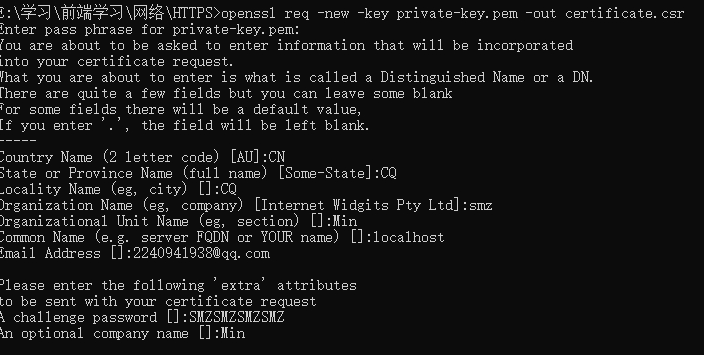 E:\学习\前端学习\网络\HTTPS>openssl req -new -key private-key.pem -out certificate.csr
Enter pass phrase for private-key.pem:
You are about to be asked to enter information that will be incorporated
into your certificate request.
What you are about to enter is what is called a Distinguished Name or a DN.
There are quite a few fields but you can leave some blank
For some fields there will be a default value,
If you enter '.', the field will be left blank.
-----
Country Name (2 letter code) [AU]:CN
State or Province Name (full name) [Some-State]:CQ
Locality Name (eg, city) []:CQ
Organization Name (eg, company) [Internet Widgits Pty Ltd]:smz
Organizational Unit Name (eg, section) []:Min
Common Name (e.g. server FQDN or YOUR name) []:localhost
Email Address []:2240941938@qq.com
Please enter the following 'extra' attributes
to be sent with your certificate request
A challenge password []:SMZSMZSMZSMZ
An optional company name []:Min